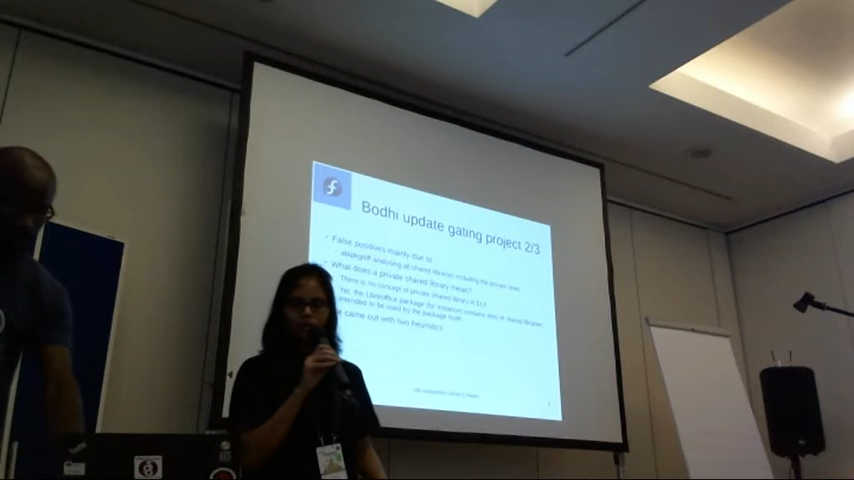 Bodhi update gating project 2/3
False positives mainly due to
abipkgdiff analysing all shared libraries including the private ones
What does a private shared library mean?
There is no concept of private shared library in ELF
Yet, the Libreoffice package (for instance) contains tens of shared libraries
intended to be used by the package itself
came out with two heuristics